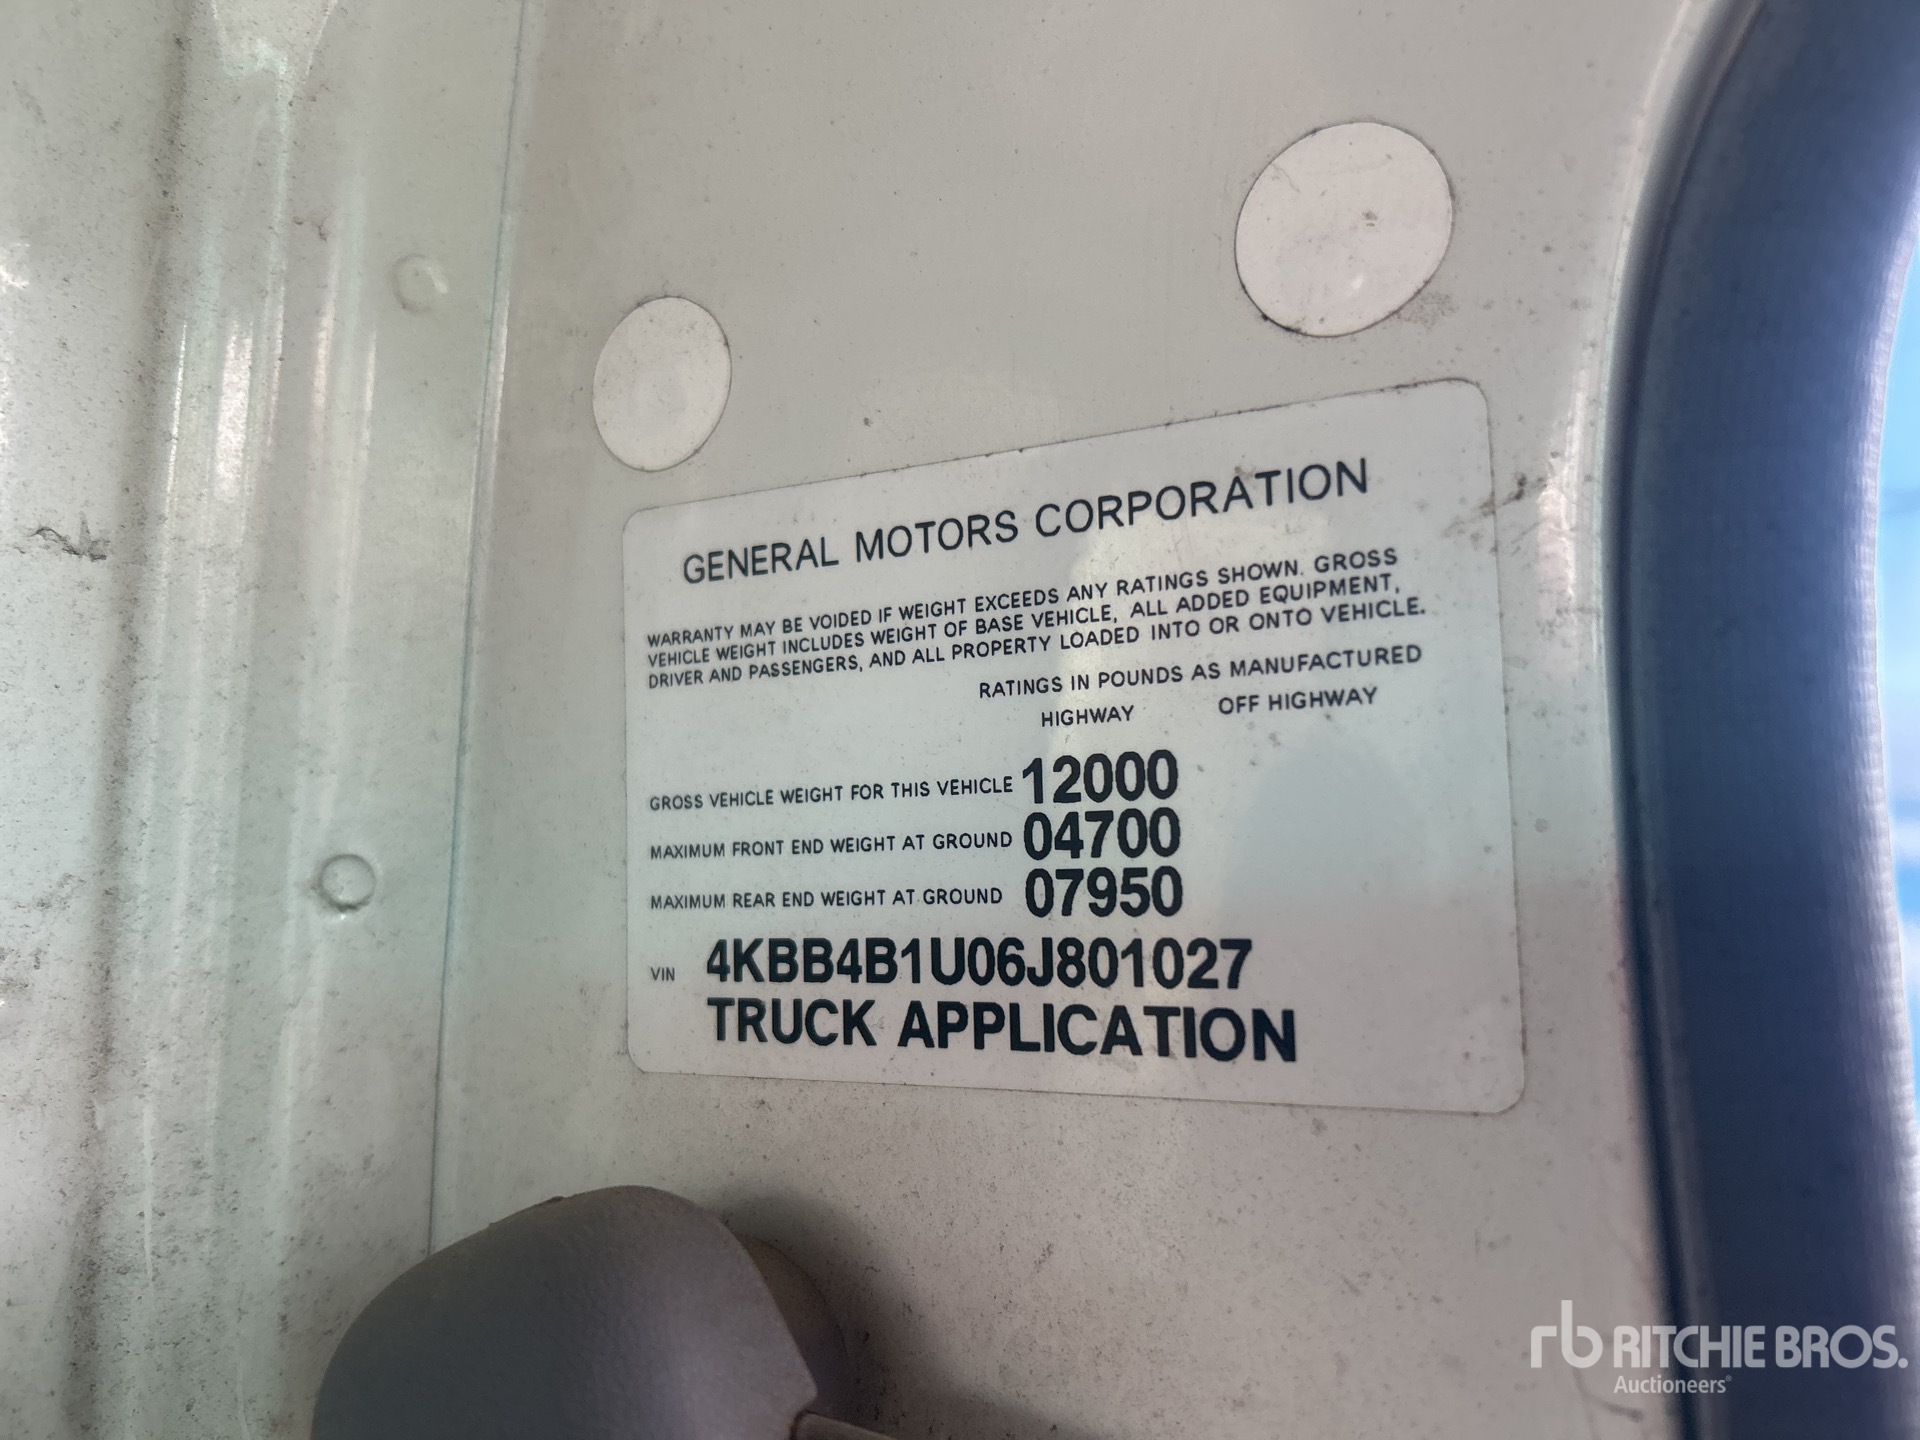 GENERAL MOTORS CORPORATION
WARRANTY MAY BE VOIDED IF WEIGHT EXCEEDS ANY RATINGS SHOWN. GROSS
VEHICLE WEIGHT INCLUDES WEIGHT OF BASE VEHICLE, ALL ADDED EQUIPMENT,
DRIVER AND PASSENGERS, AND ALL PROPERTY LOADED INTO OR ONTO VEHICLE.
RATINGS IN POUNDS AS MANUFACTURED
HIGHWAY OFF HIGHWAY
GROSS VEHICLE WEIGHT FOR THIS VEHICLE 12000
MAXIMUM FRONT END WEIGHT AT GROUND 04700
MAXIMUM REAR END WEIGHT AT GROUND 07950
VIN 4KBB4B1U06J801027
TRUCK APPLICATION
rb RITCHIE BROS.
Auctioneers®